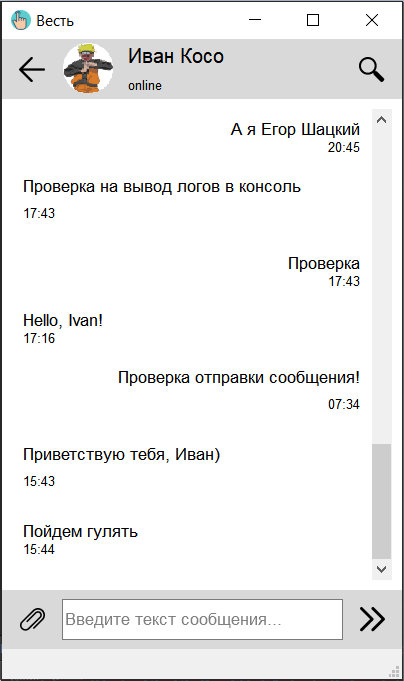 Весть
Иван Косо
online
А я Егор Шацкий
20:45
Проверка на вывод логов в консоль
17:43
Проверка
17:43
Hello, Ivan!
17:16
Проверка отправки сообщения!
07:34
Приветствую тебя, Иван)
15:43
Пойдем гулять
15:44
Введите текст сообщения...